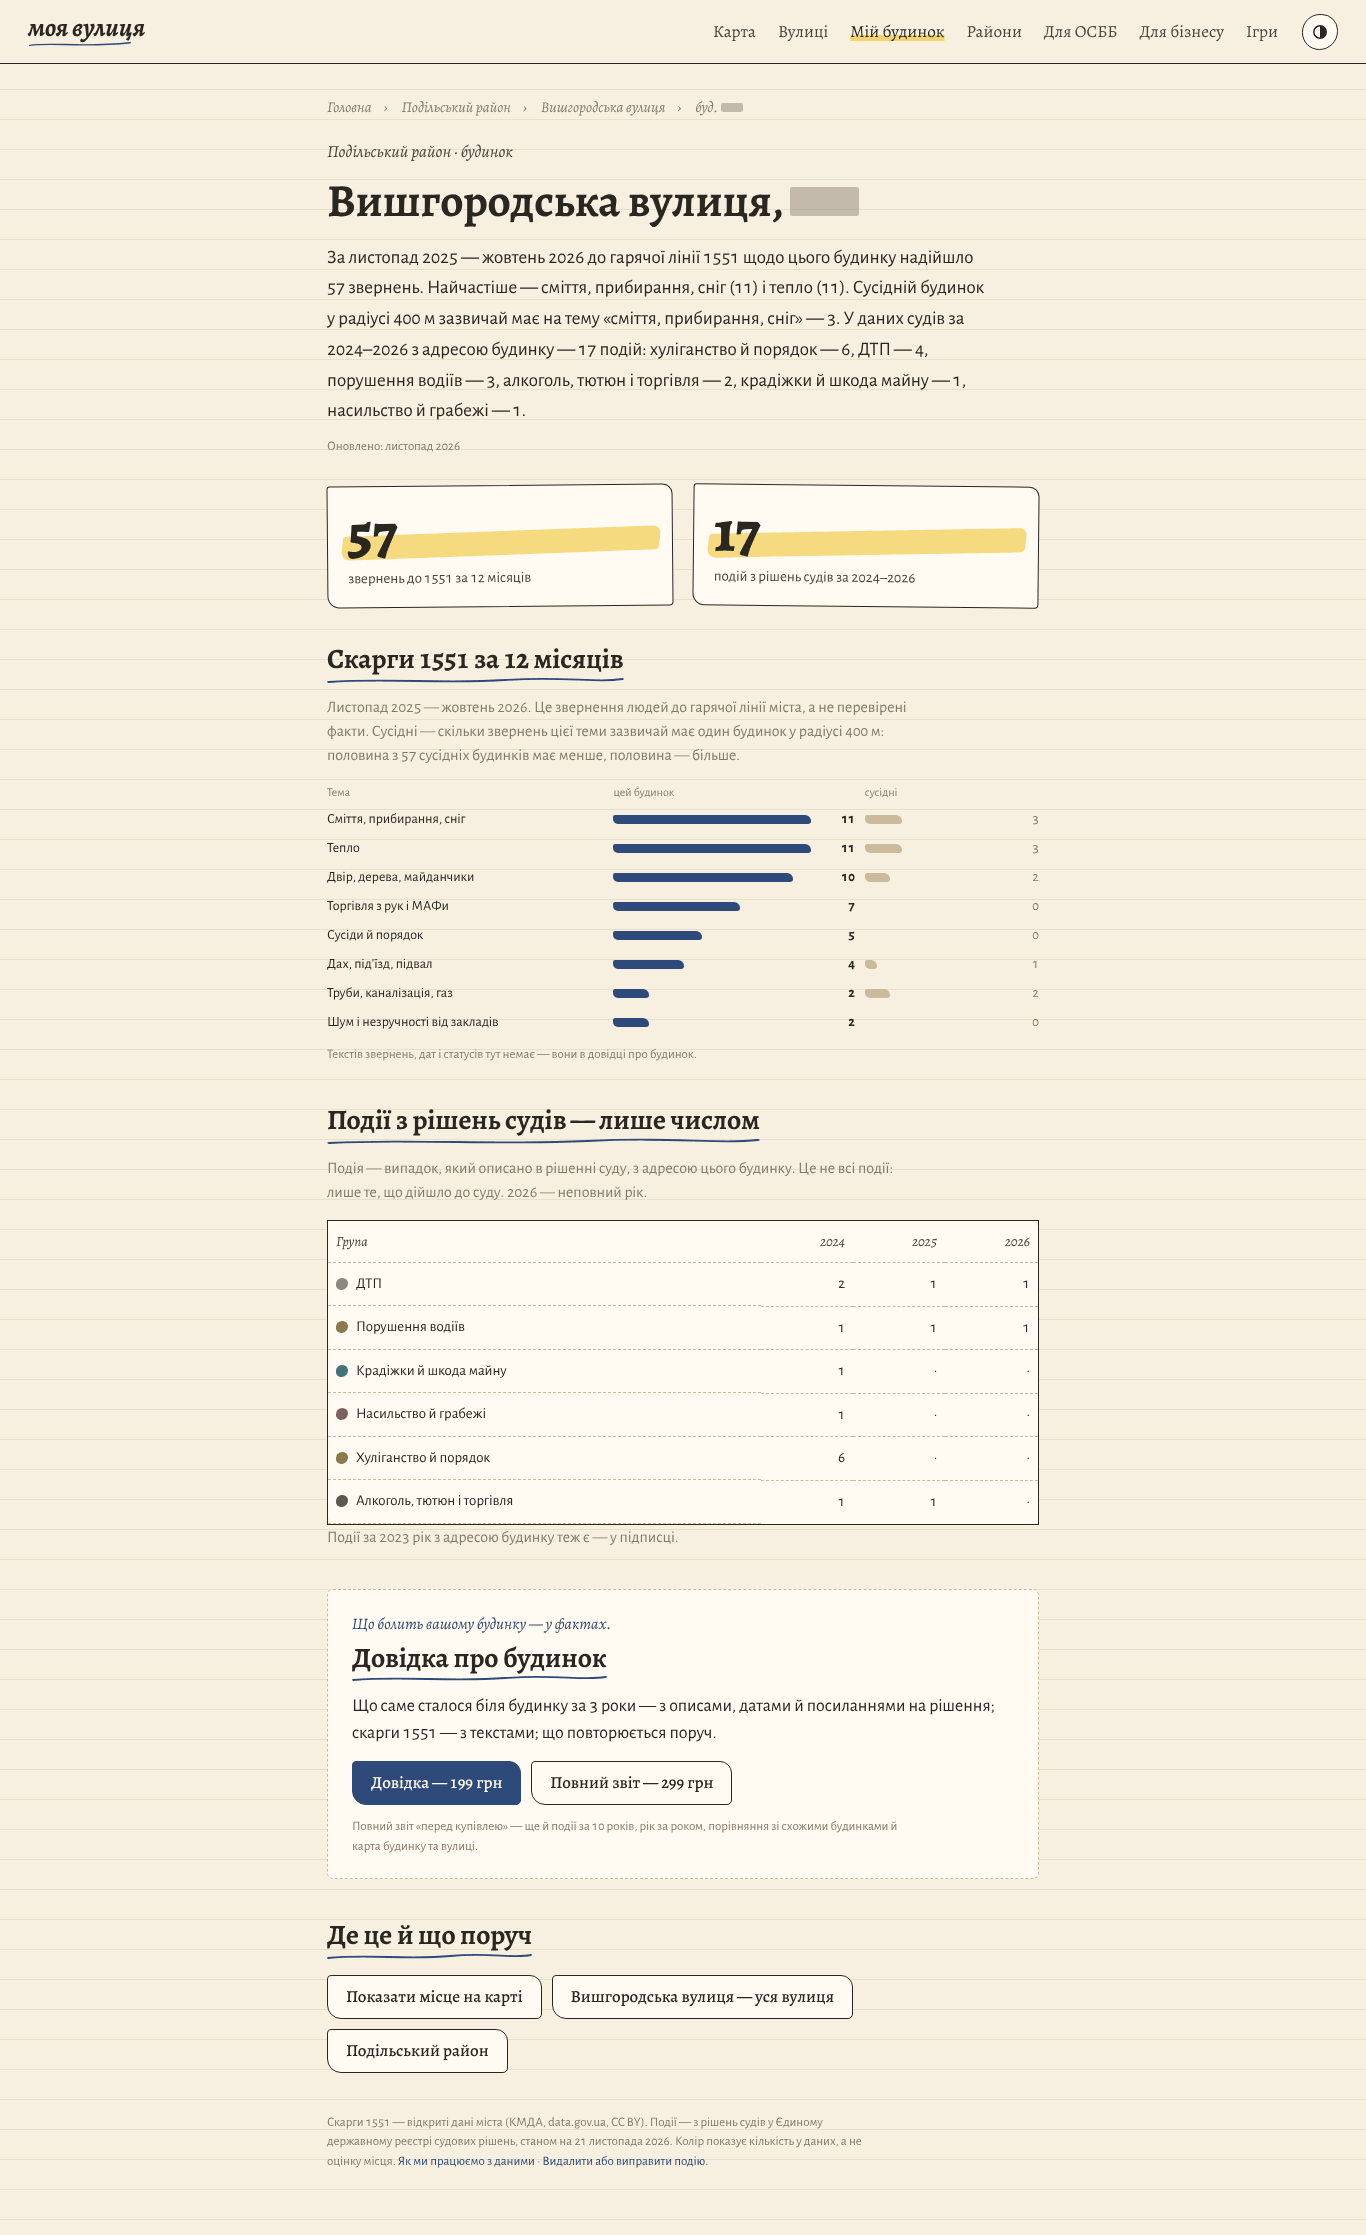 моя вулиця
Карта Вулиці Мій будинок Райони Для ОСББ Для бізнесу Ігри
Головна › Подільський район › Вишгородська вулиця › буд.
Подільський район · будинок
Вишгородська вулиця,
За листопад 2025 — жовтень 2026 до гарячої лінії 1551 щодо цього будинку надійшло
57 звернень. Найчастіше — сміття, прибирання, сніг (11) і тепло (11). Сусідній будинок
у радіусі 400 м зазвичай має на тему «сміття, прибирання, сніг» — 3. У даних судів за
2024–2026 з адресою будинку — 17 подій: хуліганство й порядок — 6, ДТП — 4,
порушення водіїв — 3, алкоголь, тютюн і торгівля — 2, крадіжки й шкода майну — 1,
насильство й грабежі — 1.
Оновлено: листопад 2026
57
звернень до 1551 за 12 місяців
17
подій з рішень судів за 2024–2026
Скарги 1551 за 12 місяців
Листопад 2025 — жовтень 2026. Це звернення людей до гарячої лінії міста, а не перевірені
факти. Сусідні — скільки звернень цієї теми зазвичай має один будинок у радіусі 400 м:
половина з 57 сусідніх будинків має менше, половина — більше.
Тема цей будинок сусідні
Сміття, прибирання, сніг 11 3
Тепло 11 3
Двір, дерева, майданчики 10 2
Торгівля з рук і МАФи 7 0
Сусіди й порядок 5 0
Дах, під'їзд, підвал 4 1
Труби, каналізація, газ 2 2
Шум і незручності від закладів 2 0
Текстів звернень, дат і статусів тут немає — вони в довідці про будинок.
Події з рішень судів — лише числом
Подія — випадок, який описано в рішенні суду, з адресою цього будинку. Це не всі події:
лише те, що дійшло до суду. 2026 — неповний рік.
Група 2024 2025 2026
ДТП 2 1 1
Порушення водіїв 1 1 1
Крадіжки й шкода майну 1 · ·
Насильство й грабежі 1 · ·
Хуліганство й порядок 6 · ·
Алкоголь, тютюн і торгівля 1 1 ·
Події за 2023 рік з адресою будинку теж є — у підписці.
Що болить вашому будинку — у фактах.
Довідка про будинок
Що саме сталося біля будинку за 3 роки — з описами, датами й посиланнями на рішення;
скарги 1551 — з текстами; що повторюється поруч.
Довідка — 199 грн Повний звіт — 299 грн
Повний звіт «перед купівлею» — ще й події за 10 років, рік за роком, порівняння зі схожими будинками й
карта будинку та вулиці.
Де це й що поруч
Показати місце на карті Вишгородська вулиця — уся вулиця
Подільський район
Скарги 1551 — відкриті дані міста (КМДА, data.gov.ua, CC BY). Події — з рішень судів у Єдиному
державному реєстрі судових рішень, станом на 21 листопада 2026. Колір показує кількість у даних, а не
оцінку місця. Як ми працюємо з даними · Видалити або виправити подію.